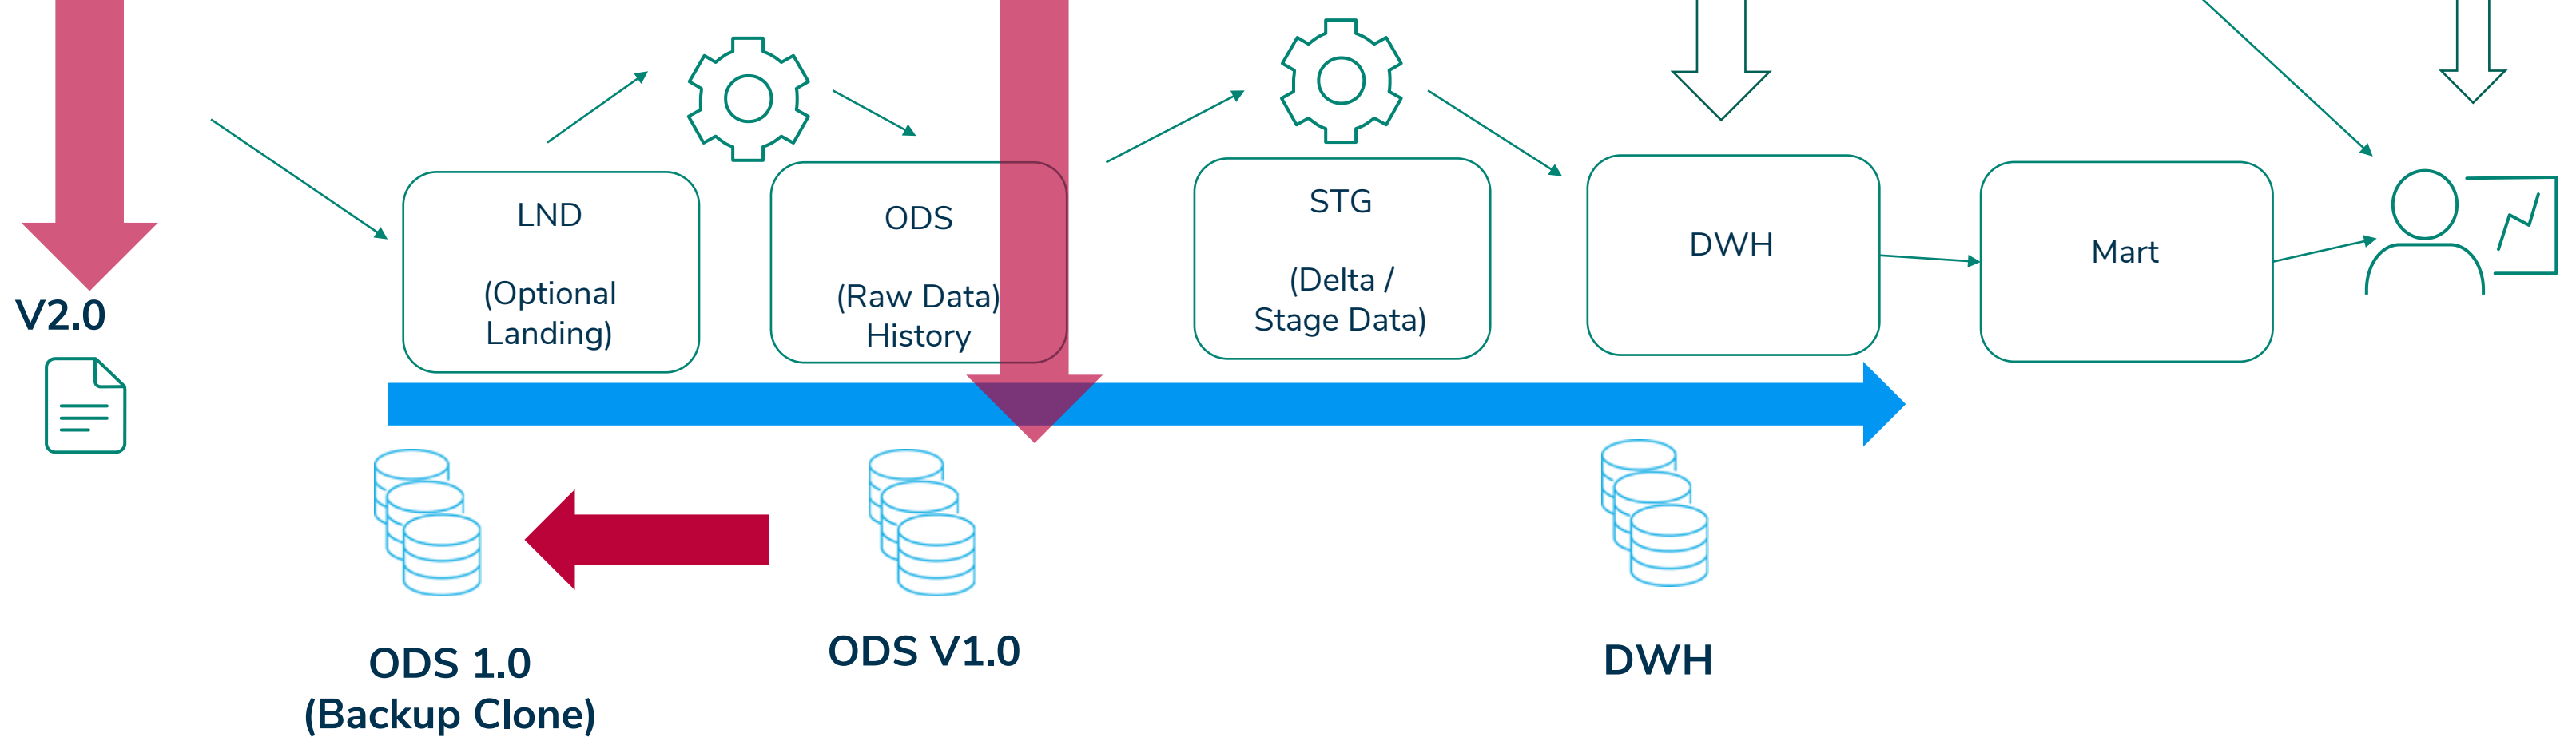 V2.0
LND
(Optional
Landing)
ODS
(Raw Data)
History
STG
(Delta /
Stage Data)
DWH
Mart
ODS 1.0
(Backup Clone)
ODS V1.0
DWH